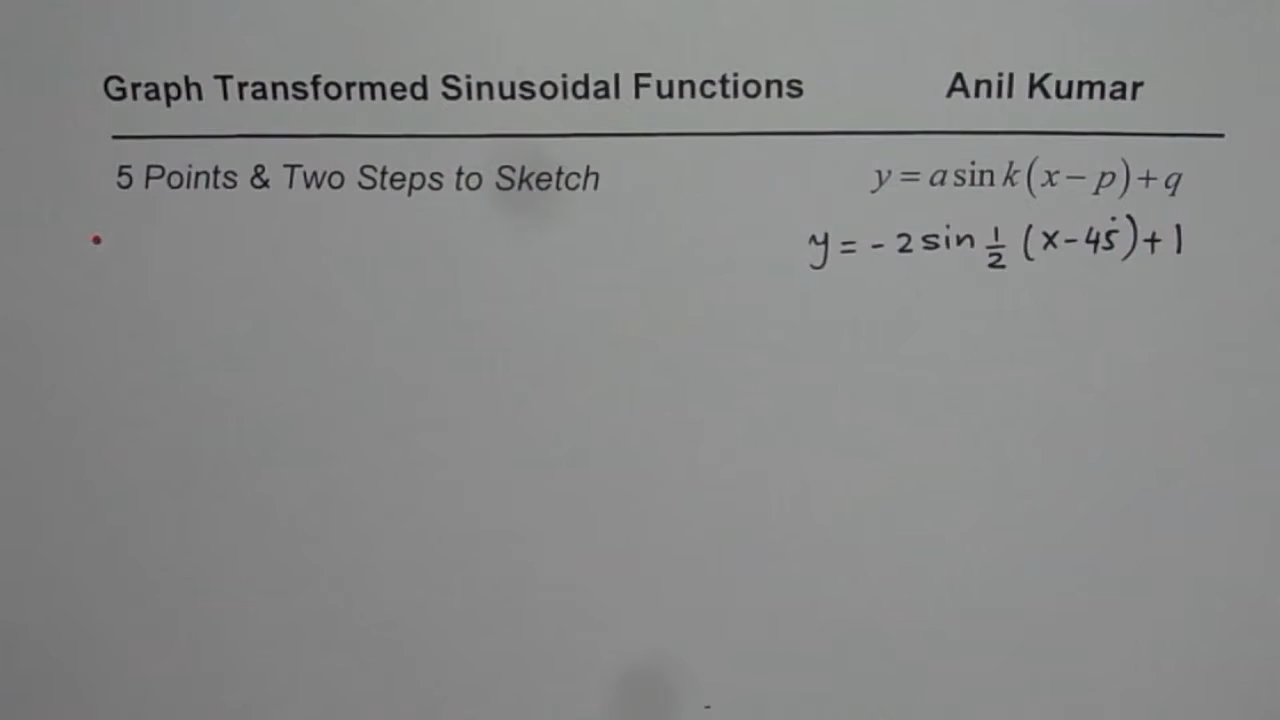 Graph Transformed Sinusoidal Functions Anil Kumar
5 Points & Two Steps to Sketch y = a sin k(x − p) + q
y = - 2 sin 1/2 (x - 45°) + 1